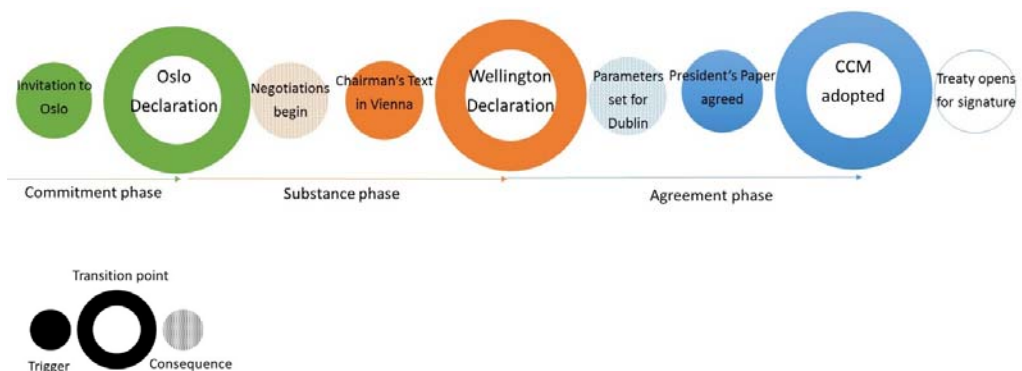 Invitation to
Oslo
Oslo
Declaration
Negotiations
begin
Chairman's Text
in Vienna
Wellington
Declaration
Parameters
set for
Dublin
President's Paper
agreed
CCM
adopted
Treaty opens
for signature
Commitment phase
Substance phase
Agreement phase
Transition point
Trigger
Consequence